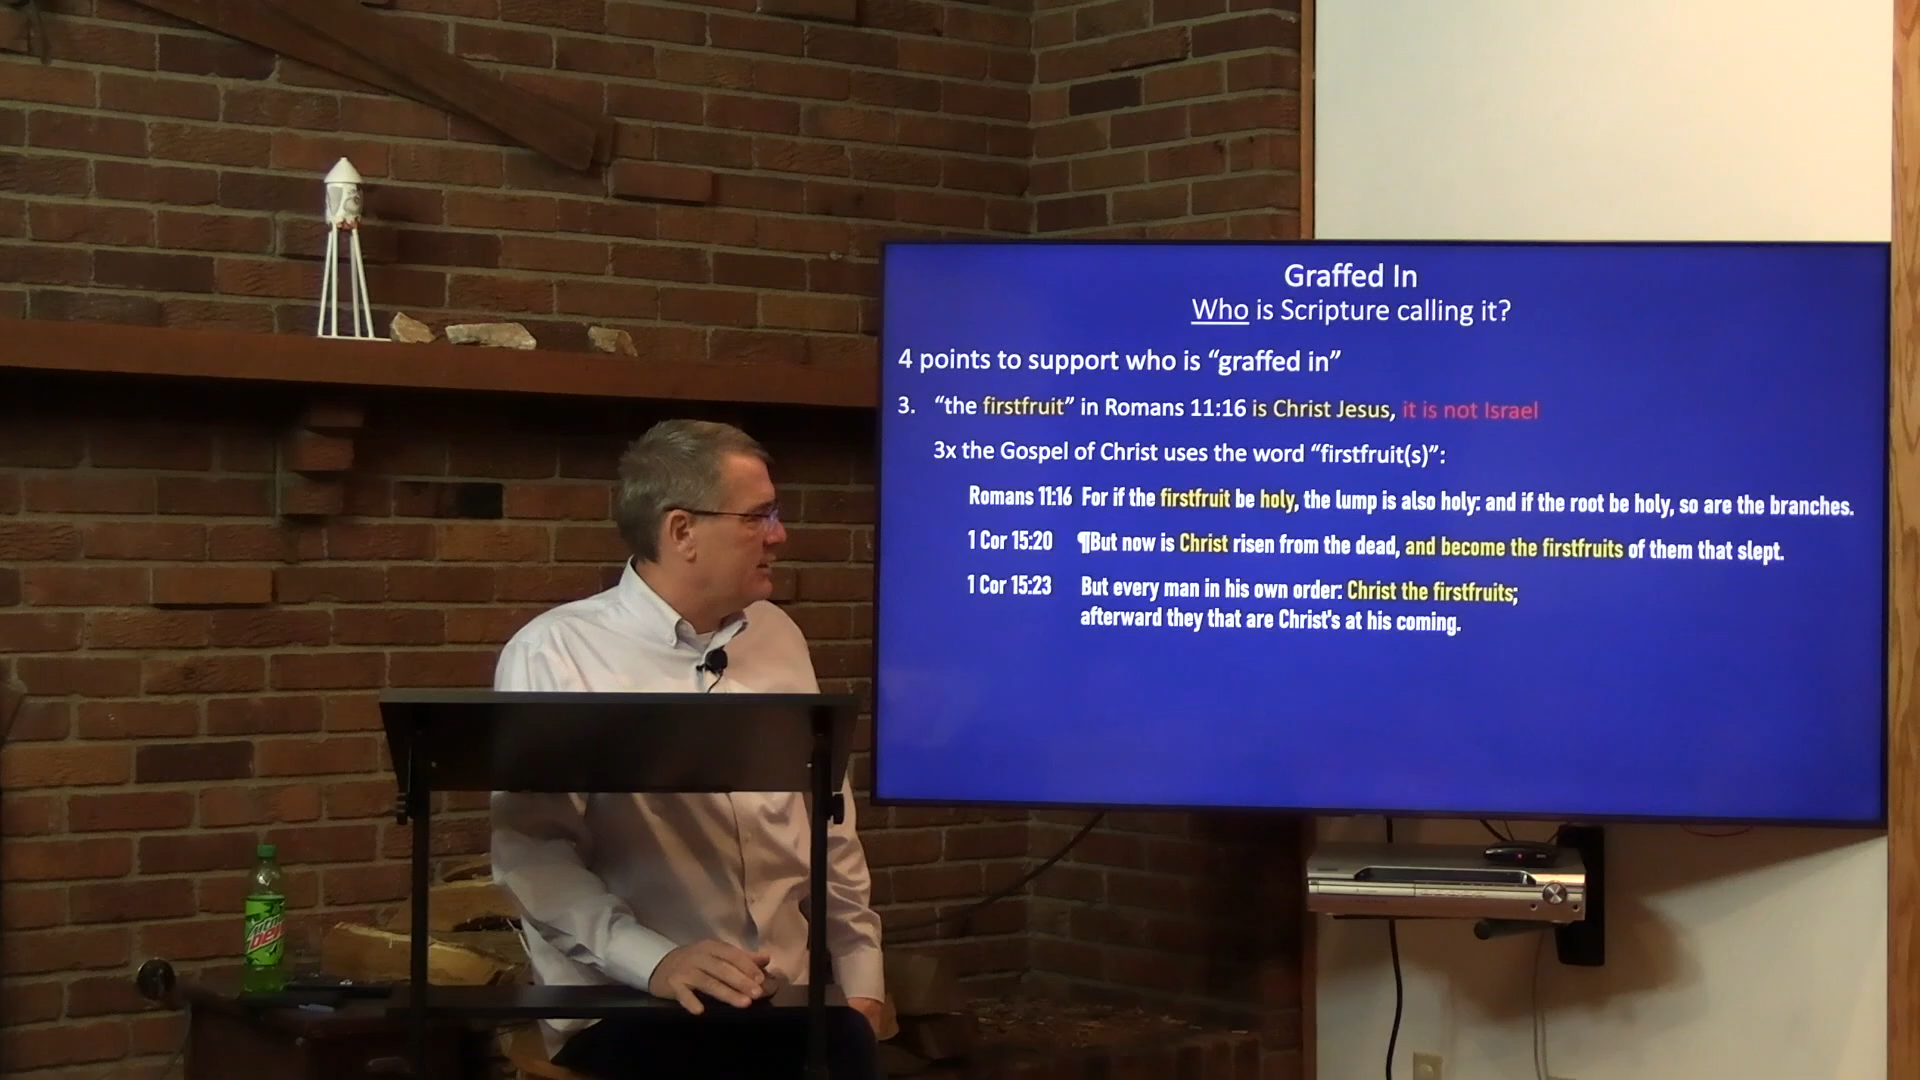 Graffed In
Who is Scripture calling it?
4 points to support who is “graffed in”
3. “the firstfruit” in Romans 11:16 is Christ Jesus, it is not Israel
3x the Gospel of Christ uses the word “firstfruit(s)”:
Romans 11:16 For if the firstfruit be holy, the lump is also holy: and if the root be holy, so are the branches.
1 Cor 15:20 ¶But now is Christ risen from the dead, and become the firstfruits of them that slept.
1 Cor 15:23 But every man in his own order: Christ the firstfruits;
afterward they that are Christ's at his coming.
Mtn
Dew